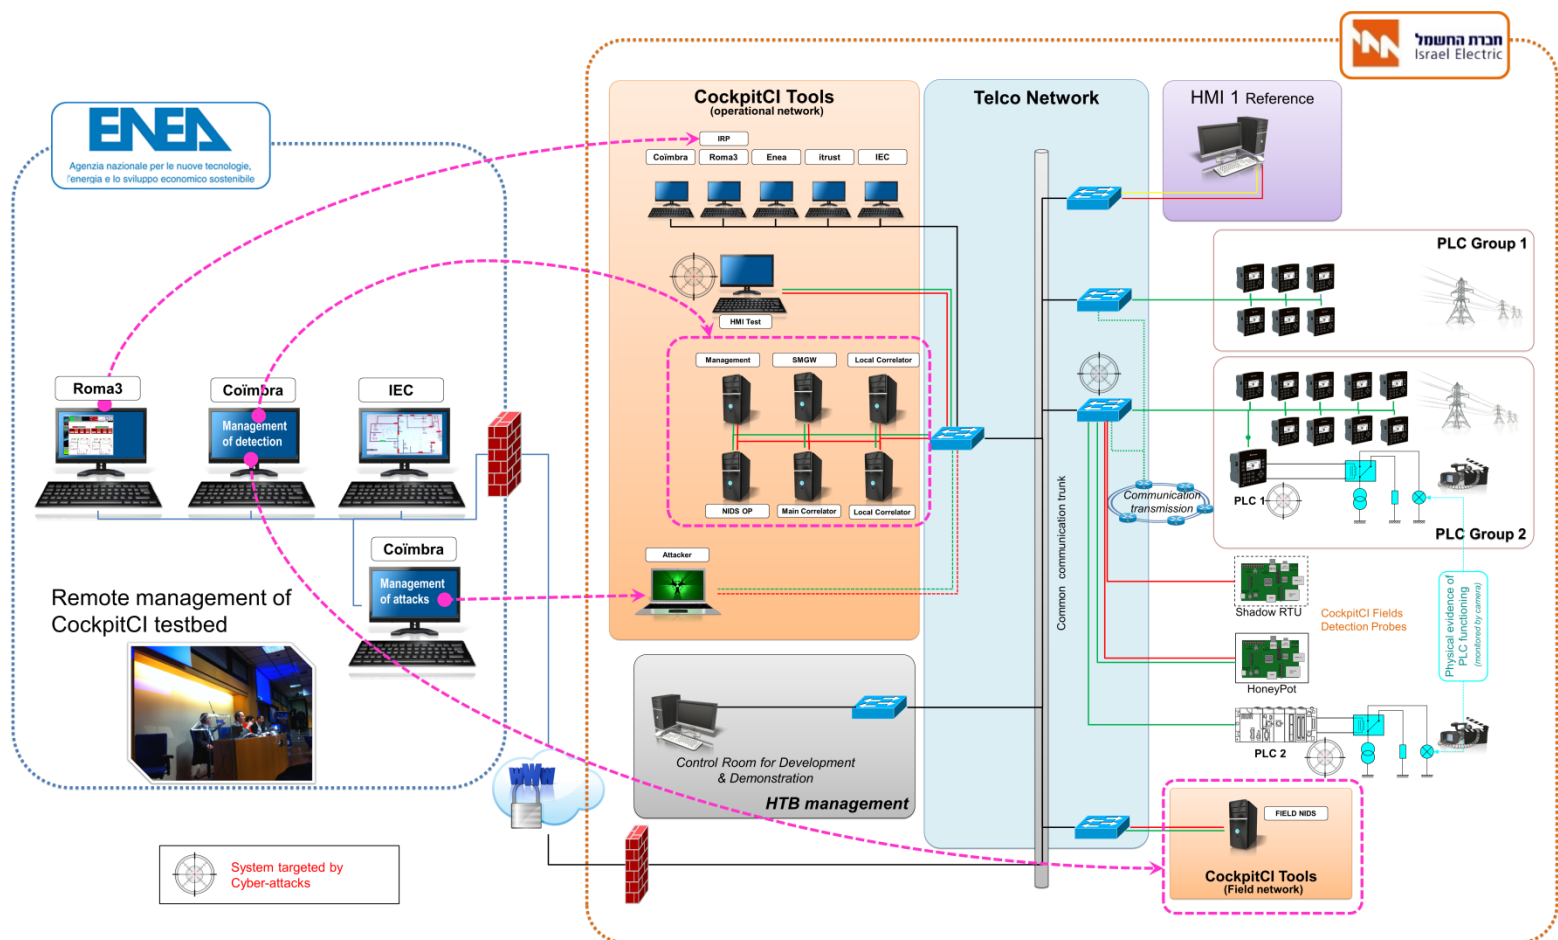 חברת החשמל
Israel Electric
ENEA
Agenzia nazionale per le nuove tecnologie,
l'energia e lo sviluppo economico sostenibile
CockpitCI Tools
(operational network)
IRP
Coïmbra
Roma3
Enea
itrust
IEC
HMI Test
Management
SMGW
Local Correlator
NIDS OP
Main Correlator
Local Correlator
Attacker
Telco Network
Common communication trunk
Communication
transmission
HMI 1 Reference
PLC Group 1
PLC 1
PLC Group 2
Shadow RTU
CockpitCI Fields
Detection Probes
HoneyPot
PLC 2
Physical evidence of
PLC functioning
(monitored by camera)
FIELD NIDS
CockpitCI Tools
(Field network)
Control Room for Development
& Demonstration
HTB management
Roma3
Coïmbra
IEC
Management
of detection
Coïmbra
Management
of attacks
Remote management of
CockpitCI testbed
www
System targeted by
Cyber-attacks